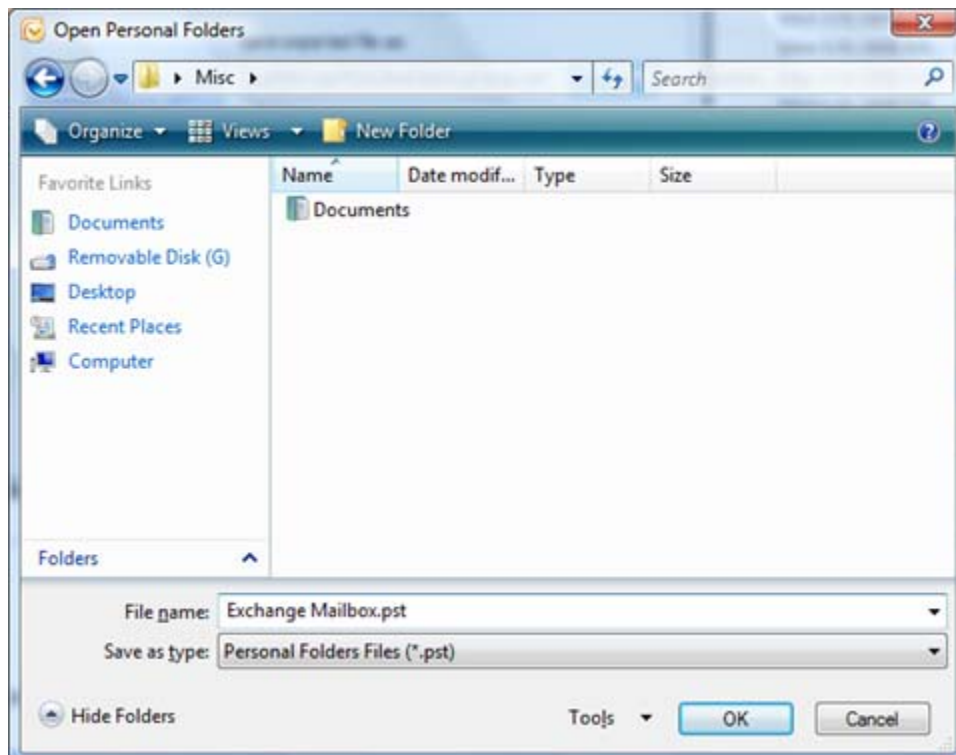 Open Personal Folders
Misc
Search
Organize Views New Folder
Favorite Links
Documents
Removable Disk (G)
Desktop
Recent Places
Computer
Folders
Name Date modif... Type Size
Documents
File name: Exchange Mailbox.pst
Save as type: Personal Folders Files (*.pst)
Hide Folders Tools OK Cancel